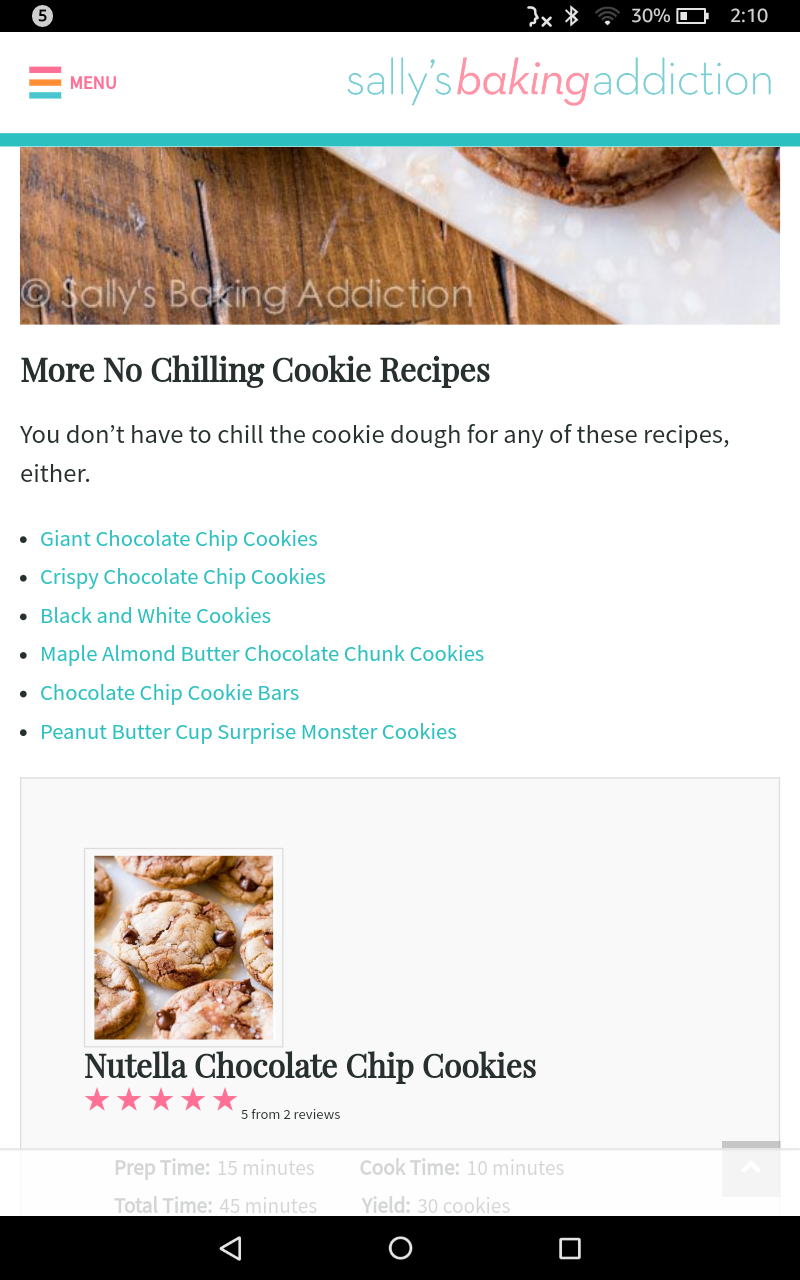 5
30%
2:10
MENU
sally's baking addiction
© Sally's Baking Addiction
More No Chilling Cookie Recipes
You don’t have to chill the cookie dough for any of these recipes,
either.
Giant Chocolate Chip Cookies
Crispy Chocolate Chip Cookies
Black and White Cookies
Maple Almond Butter Chocolate Chunk Cookies
Chocolate Chip Cookie Bars
Peanut Butter Cup Surprise Monster Cookies
Nutella Chocolate Chip Cookies
5 from 2 reviews
Prep Time: 15 minutes Cook Time: 10 minutes
Total Time: 45 minutes Yield: 30 cookies